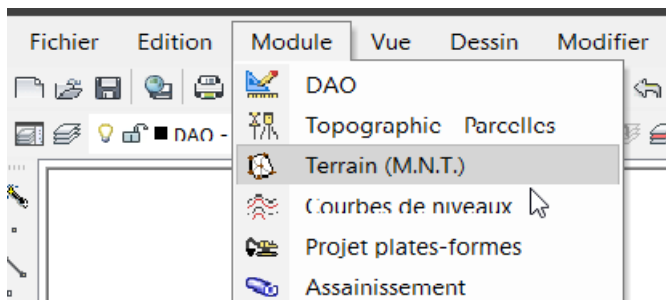 Fichier Edition Module Vue Dessin Modifier
DAO
Topographie Parcelles
DAO -
Terrain (M.N.T.)
Courbes de niveaux
Projet plates-formes
Assainissement